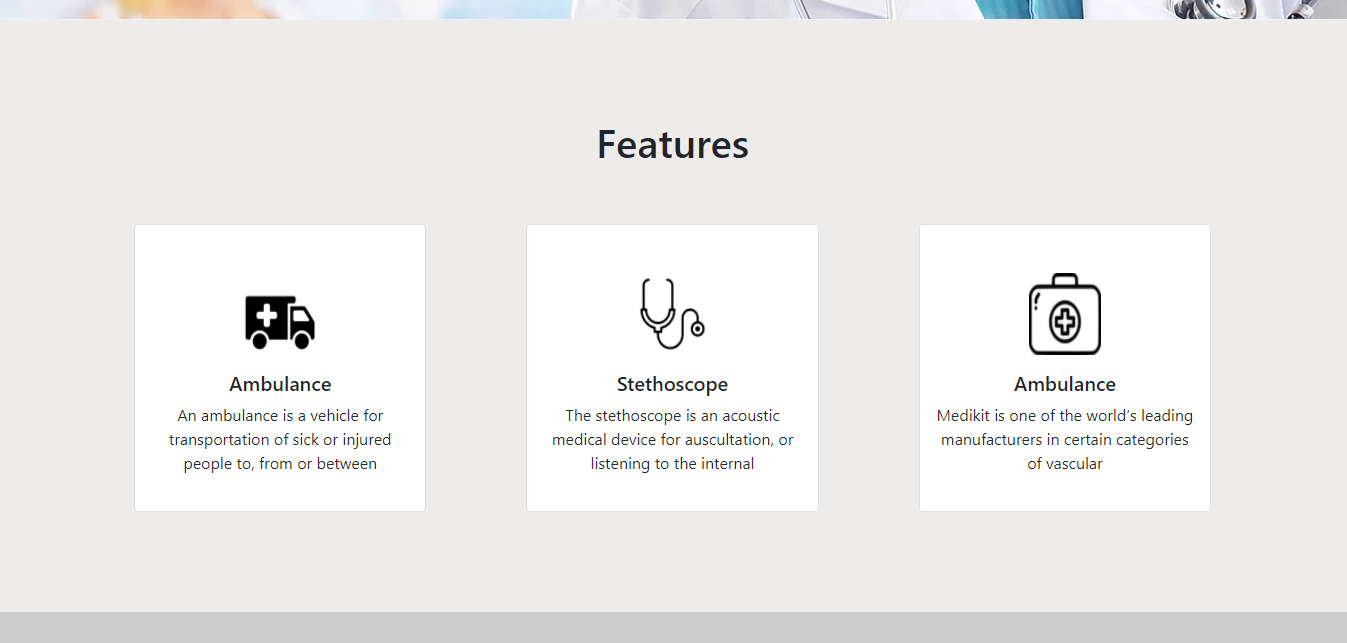 Features
Ambulance
An ambulance is a vehicle for
transportation of sick or injured
people to, from or between
Stethoscope
The stethoscope is an acoustic
medical device for auscultation, or
listening to the internal
Ambulance
Medikit is one of the world’s leading
manufacturers in certain categories
of vascular